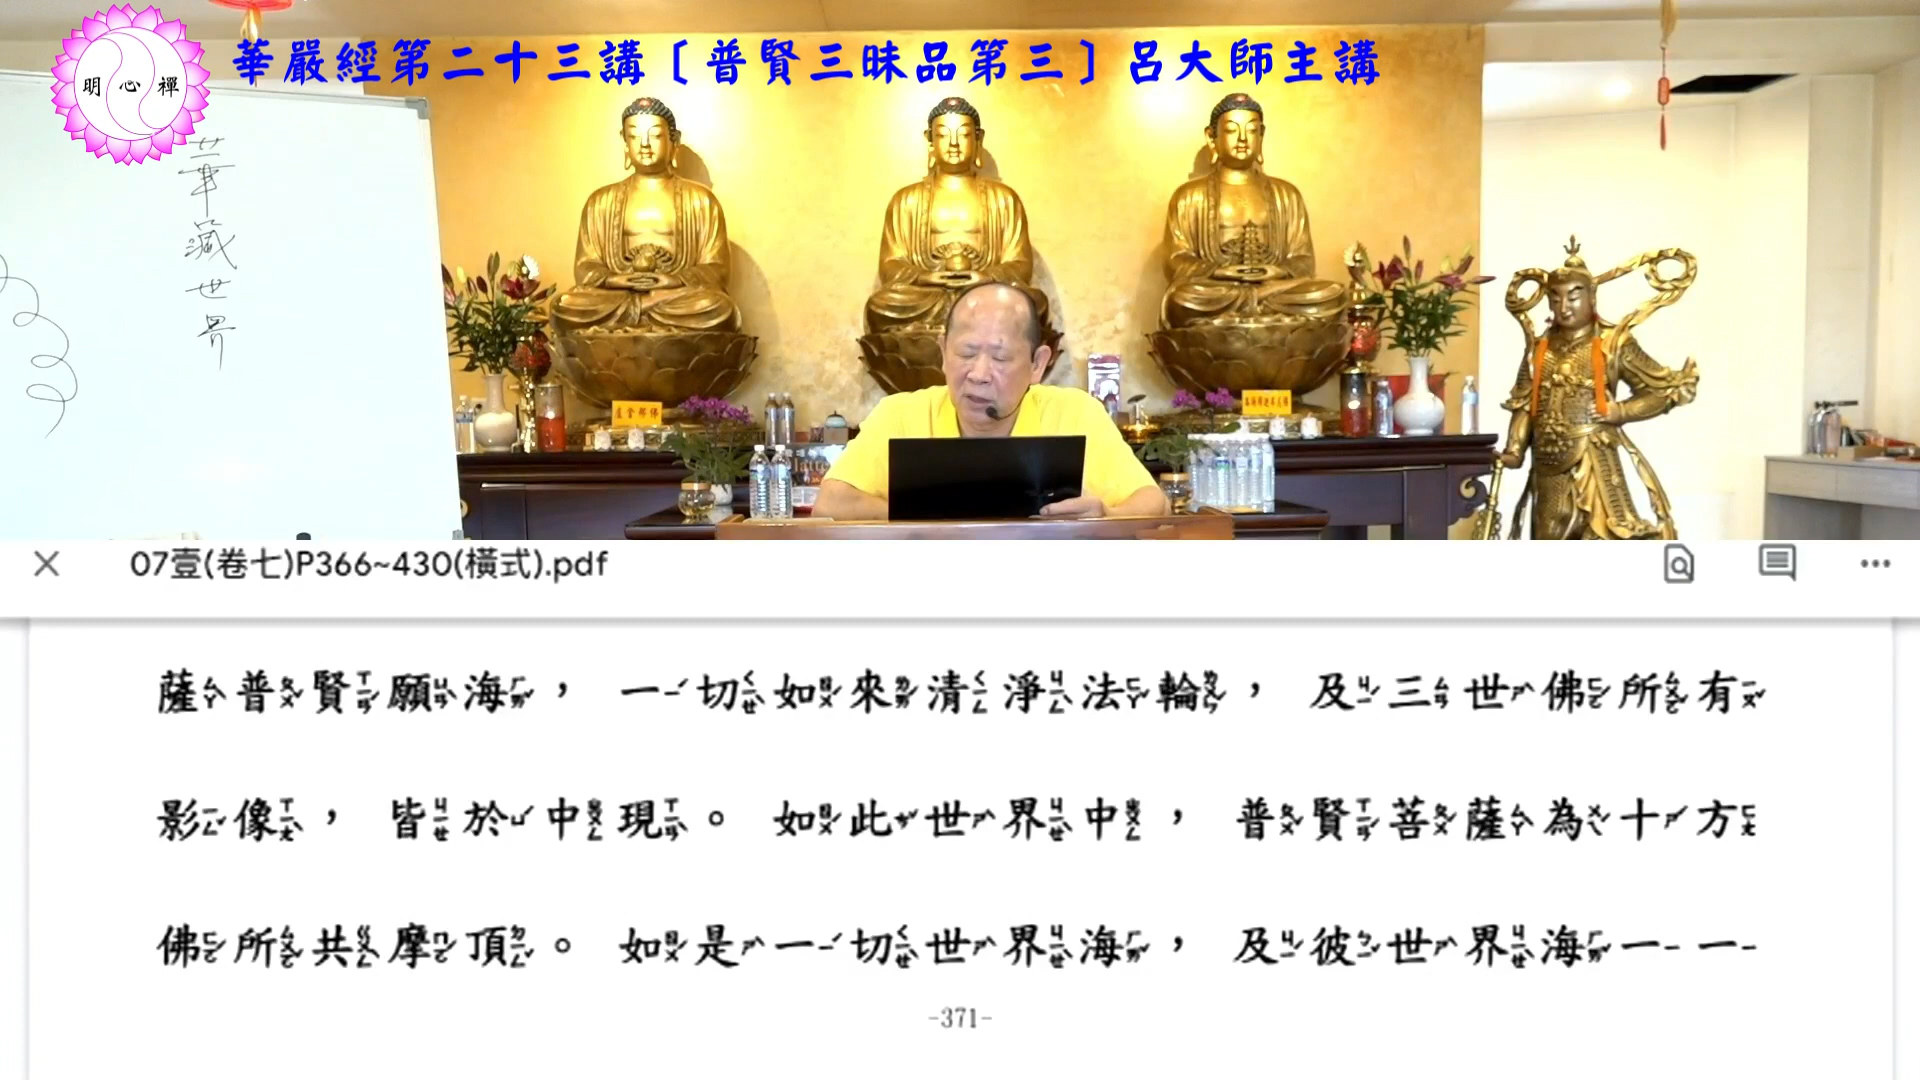 華嚴經第二十三講〔普賢三昧品第三〕呂大師主講
明心禪
華藏世界
07壹(卷七)P366~430(橫式).pdf
薩普賢願海，一切如來清淨法輪，及三世佛所有
影像，皆於中現。如此世界中，普賢菩薩為十方
佛所共摩頂。如是一切世界海，及彼世界海一一
-371-